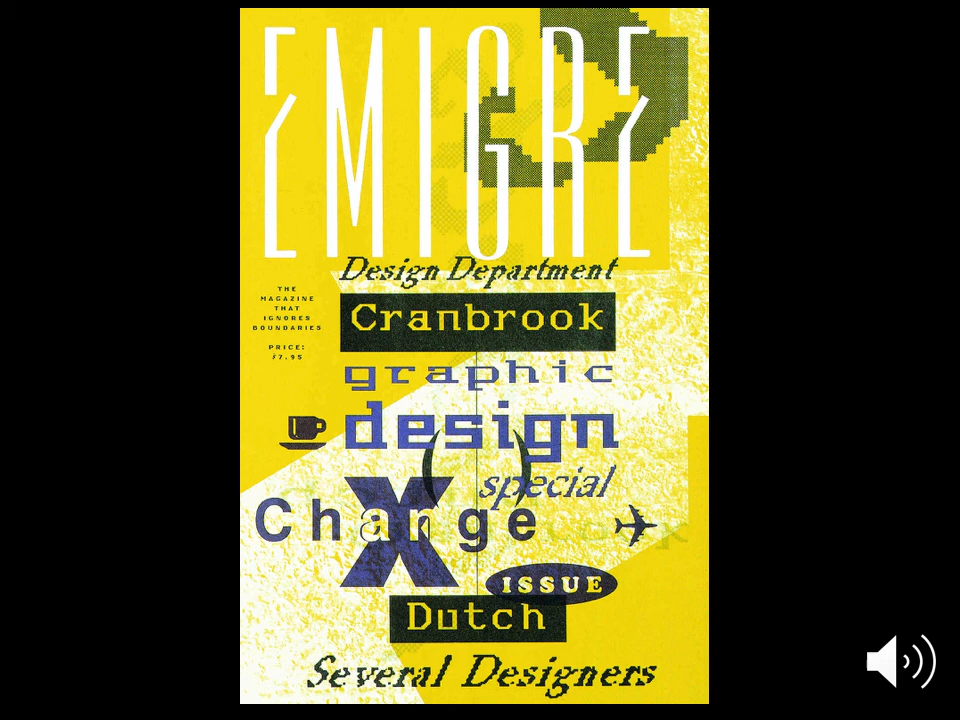 EMIGRE
Design Department
THE
MAGAZINE
THAT
IGNORES
BOUNDARIES
PRICE:
$7.95
Cranbrook
graphic
design
special
X
Change
ISSUE
Dutch
Several Designers